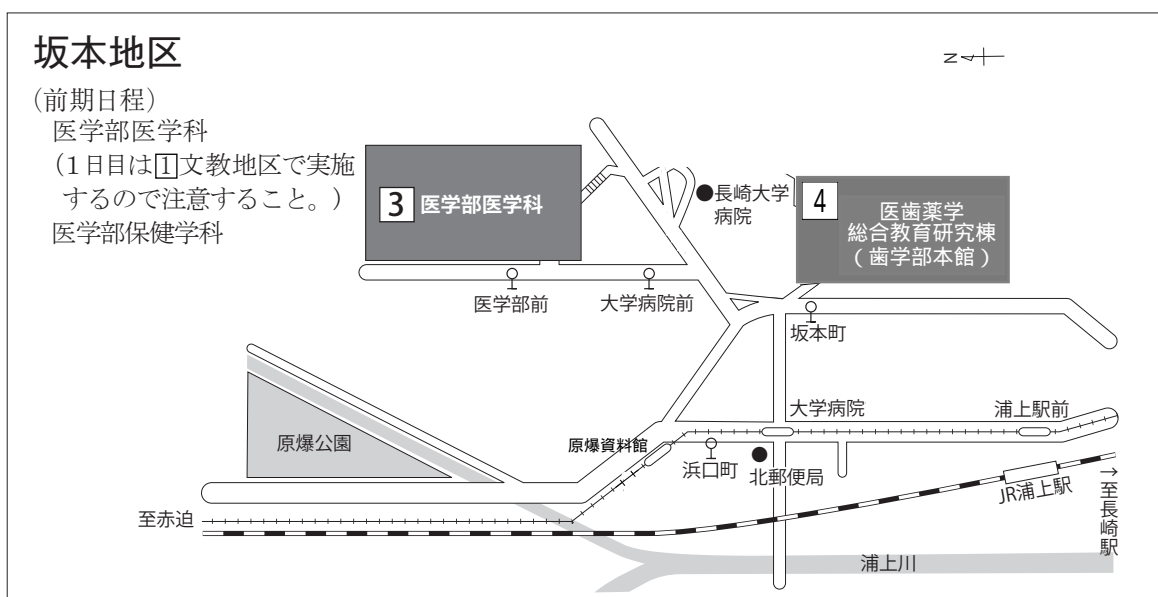 坂本地区
（前期日程）
医学部医学科
（1日目は1文教地区で実施
するので注意すること。）
医学部保健学科
N
3 医学部医学科
長崎大学
病院
4
医歯薬学
総合教育研究棟
（歯学部本館）
医学部前
大学病院前
坂本町
大学病院
浦上駅前
原爆公園
原爆資料館
浜口町
北郵便局
JR浦上駅
→至長崎駅
至赤迫
浦上川